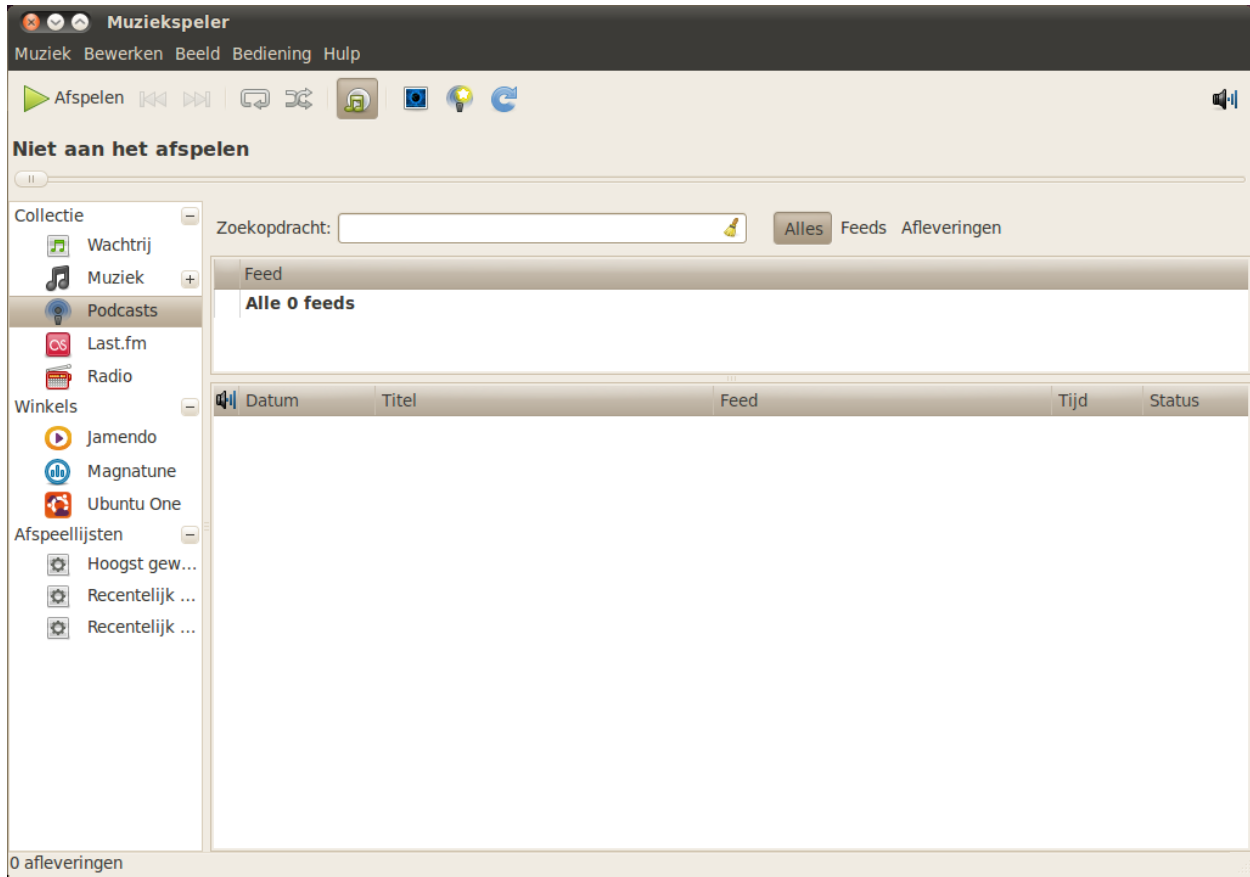 Muziekspeler
Muziek Bewerken Beeld Bediening Hulp
Afspelen
Niet aan het afspelen
Collectie
Wachtrij
Muziek
Podcasts
Last.fm
Radio
Winkels
Jamendo
Magnatune
Ubuntu One
Afspeellijsten
Hoogst gew...
Recentelijk ...
Recentelijk ...
Zoekopdracht:
Alles Feeds Afleveringen
Feed
Alle 0 feeds
Datum Titel Feed Tijd Status
0 afleveringen